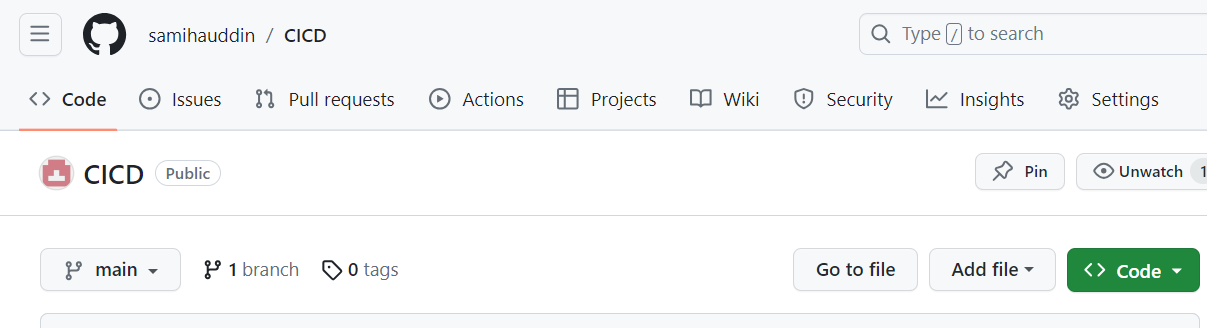 samihauddin / CICD
Type / to search
Code Issues Pull requests Actions Projects Wiki Security Insights Settings
CICD Public
Pin Unwatch 1
main 1 branch 0 tags Go to file Add file Code